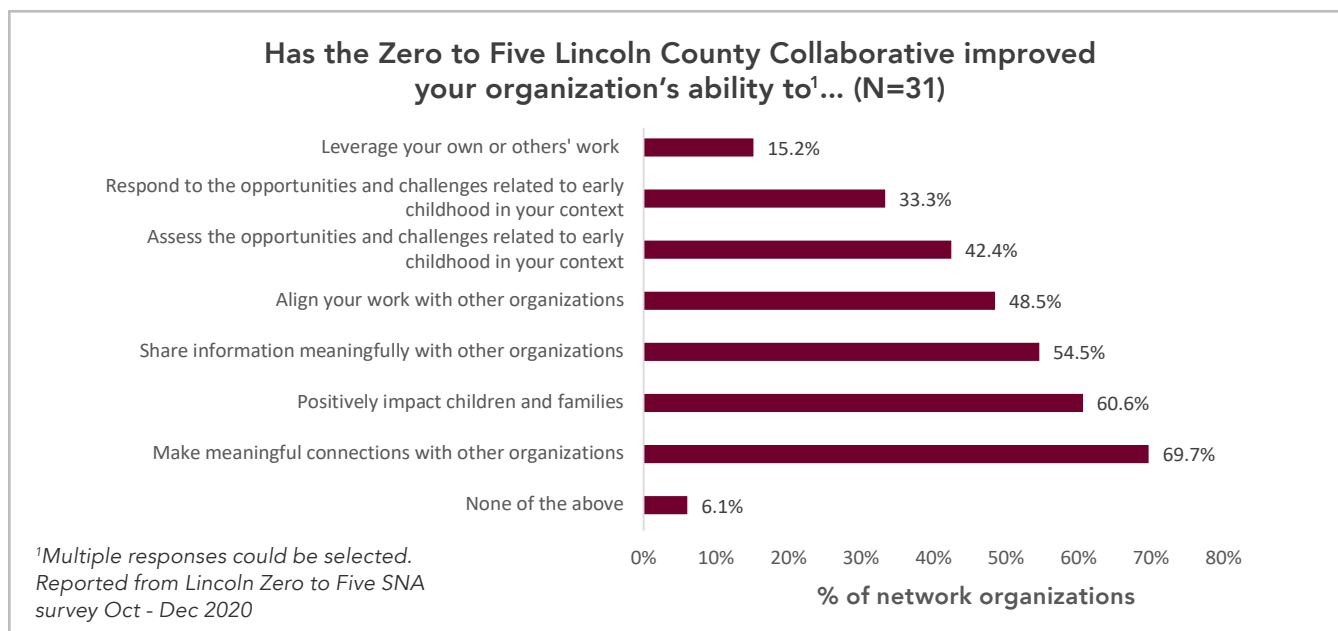 Has the Zero to Five Lincoln County Collaborative improved
your organization's ability to¹... (N=31)
Leverage your own or others' work
15.2%
Respond to the opportunities and challenges related to early
childhood in your context
33.3%
Assess the opportunities and challenges related to early
childhood in your context
42.4%
Align your work with other organizations
48.5%
Share information meaningfully with other organizations
54.5%
Positively impact children and families
60.6%
Make meaningful connections with other organizations
69.7%
None of the above
6.1%
0% 10% 20% 30% 40% 50% 60% 70% 80%
% of network organizations
¹Multiple responses could be selected.
Reported from Lincoln Zero to Five SNA
survey Oct - Dec 2020